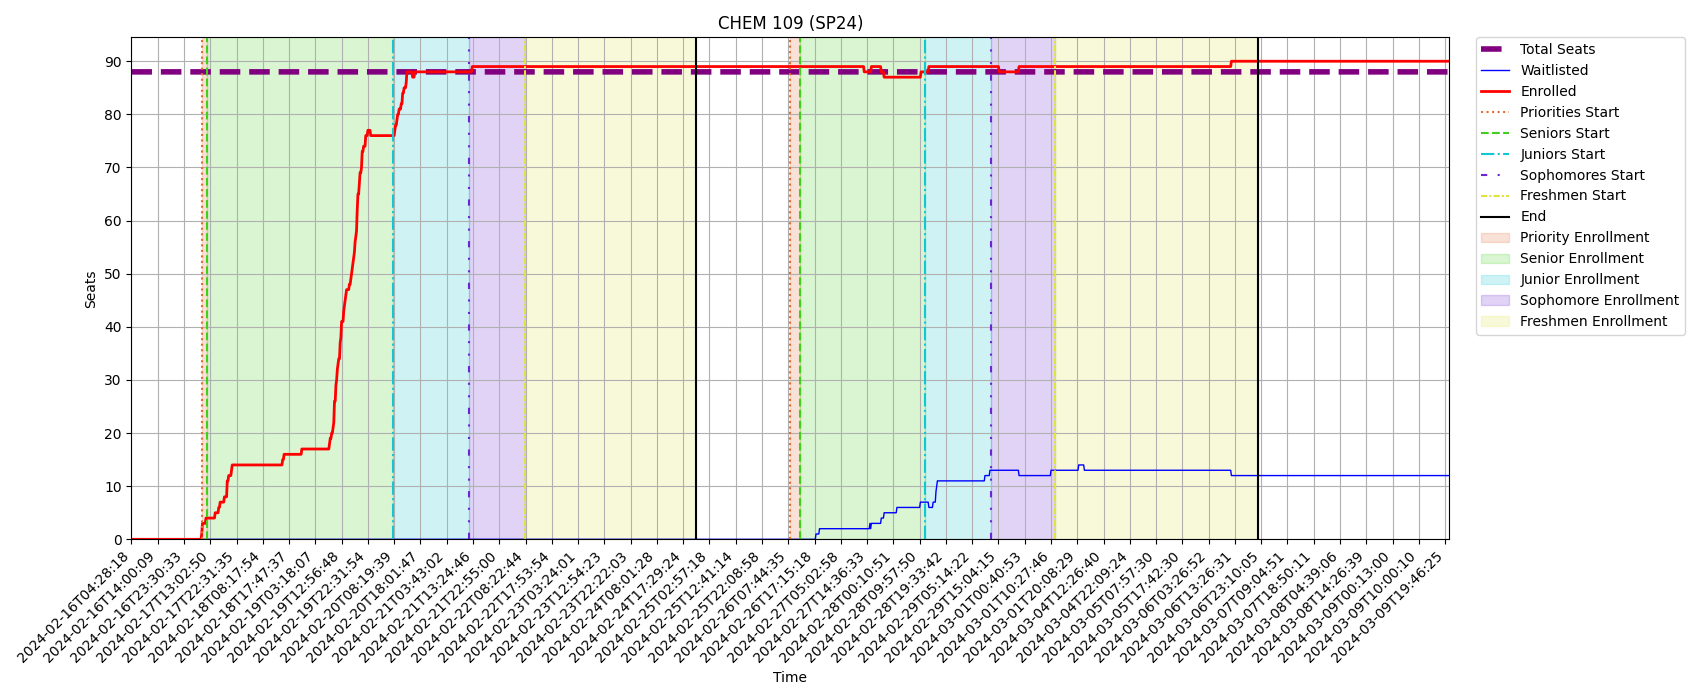 CHEM 109 (SP24)
Seats
90
80
70
60
50
40
30
20
10
0
2024-02-16T04:28:18
2024-02-16T14:00:09
2024-02-16T23:30:33
2024-02-17T13:02:50
2024-02-17T22:31:35
2024-02-18T08:17:54
2024-02-18T17:47:37
2024-02-19T03:18:07
2024-02-19T12:56:48
2024-02-19T22:31:54
2024-02-20T08:19:39
2024-02-20T18:01:47
2024-02-21T03:43:02
2024-02-21T13:24:46
2024-02-21T23:55:00
2024-02-22T08:22:44
2024-02-22T17:53:54
2024-02-23T03:24:01
2024-02-23T12:54:23
2024-02-23T22:22:03
2024-02-24T08:01:28
2024-02-24T17:29:24
2024-02-25T02:57:18
2024-02-25T12:41:14
2024-02-25T22:08:58
2024-02-26T07:44:35
2024-02-26T17:15:18
2024-02-27T05:02:58
2024-02-27T14:36:33
2024-02-28T00:10:51
2024-02-28T09:57:50
2024-02-28T19:33:42
2024-02-29T05:14:22
2024-02-29T15:04:15
2024-03-01T00:40:53
2024-03-01T10:27:46
2024-03-01T20:08:29
2024-03-04T12:26:40
2024-03-04T22:09:24
2024-03-05T07:57:30
2024-03-05T17:42:30
2024-03-06T03:26:52
2024-03-06T13:26:31
2024-03-06T23:10:05
2024-03-07T09:04:51
2024-03-07T18:50:11
2024-03-08T04:39:06
2024-03-08T14:26:39
2024-03-09T00:13:00
2024-03-09T10:00:10
2024-03-09T19:46:25
Time
Total Seats
Waitlisted
Enrolled
Priorities Start
Seniors Start
Juniors Start
Sophomores Start
Freshmen Start
End
Priority Enrollment
Senior Enrollment
Junior Enrollment
Sophomore Enrollment
Freshmen Enrollment